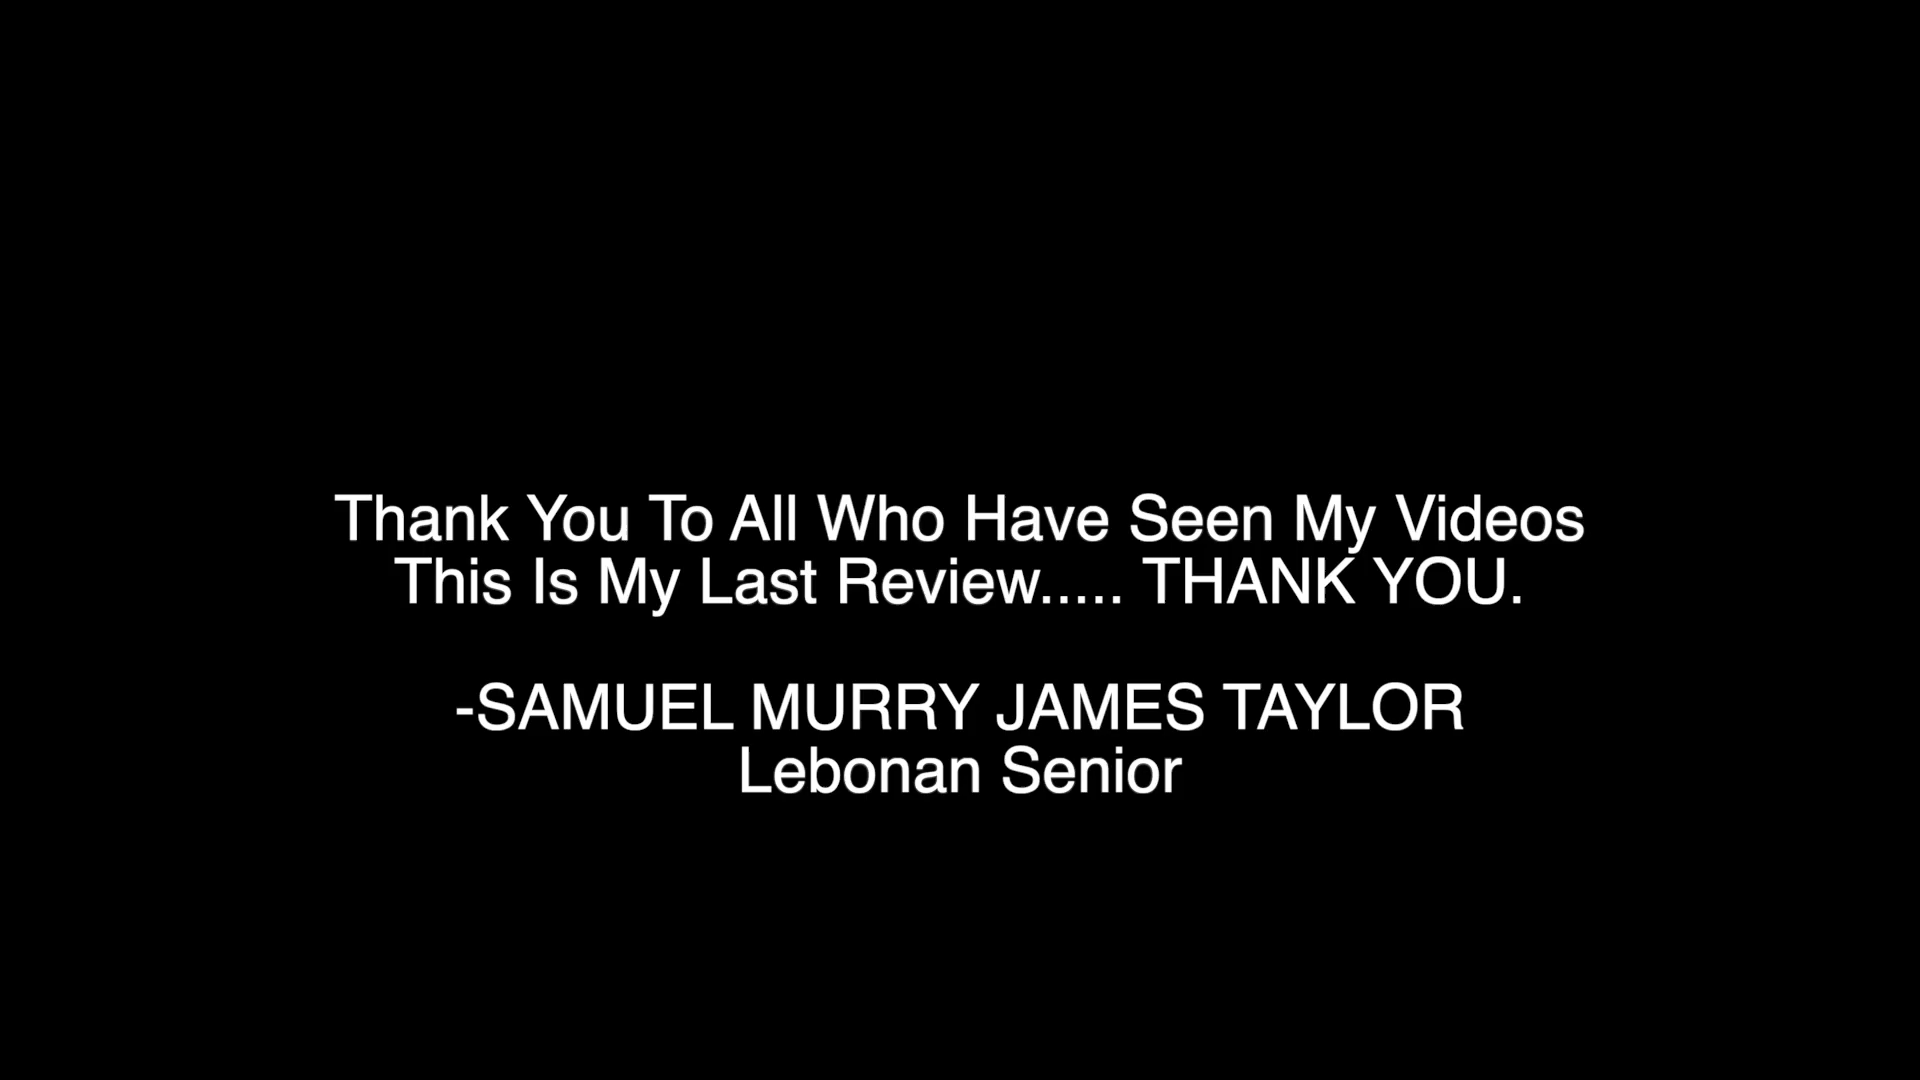 Thank You To All Who Have Seen My Videos
This Is My Last Review..... THANK YOU.
-SAMUEL MURRY JAMES TAYLOR
Lebonan Senior